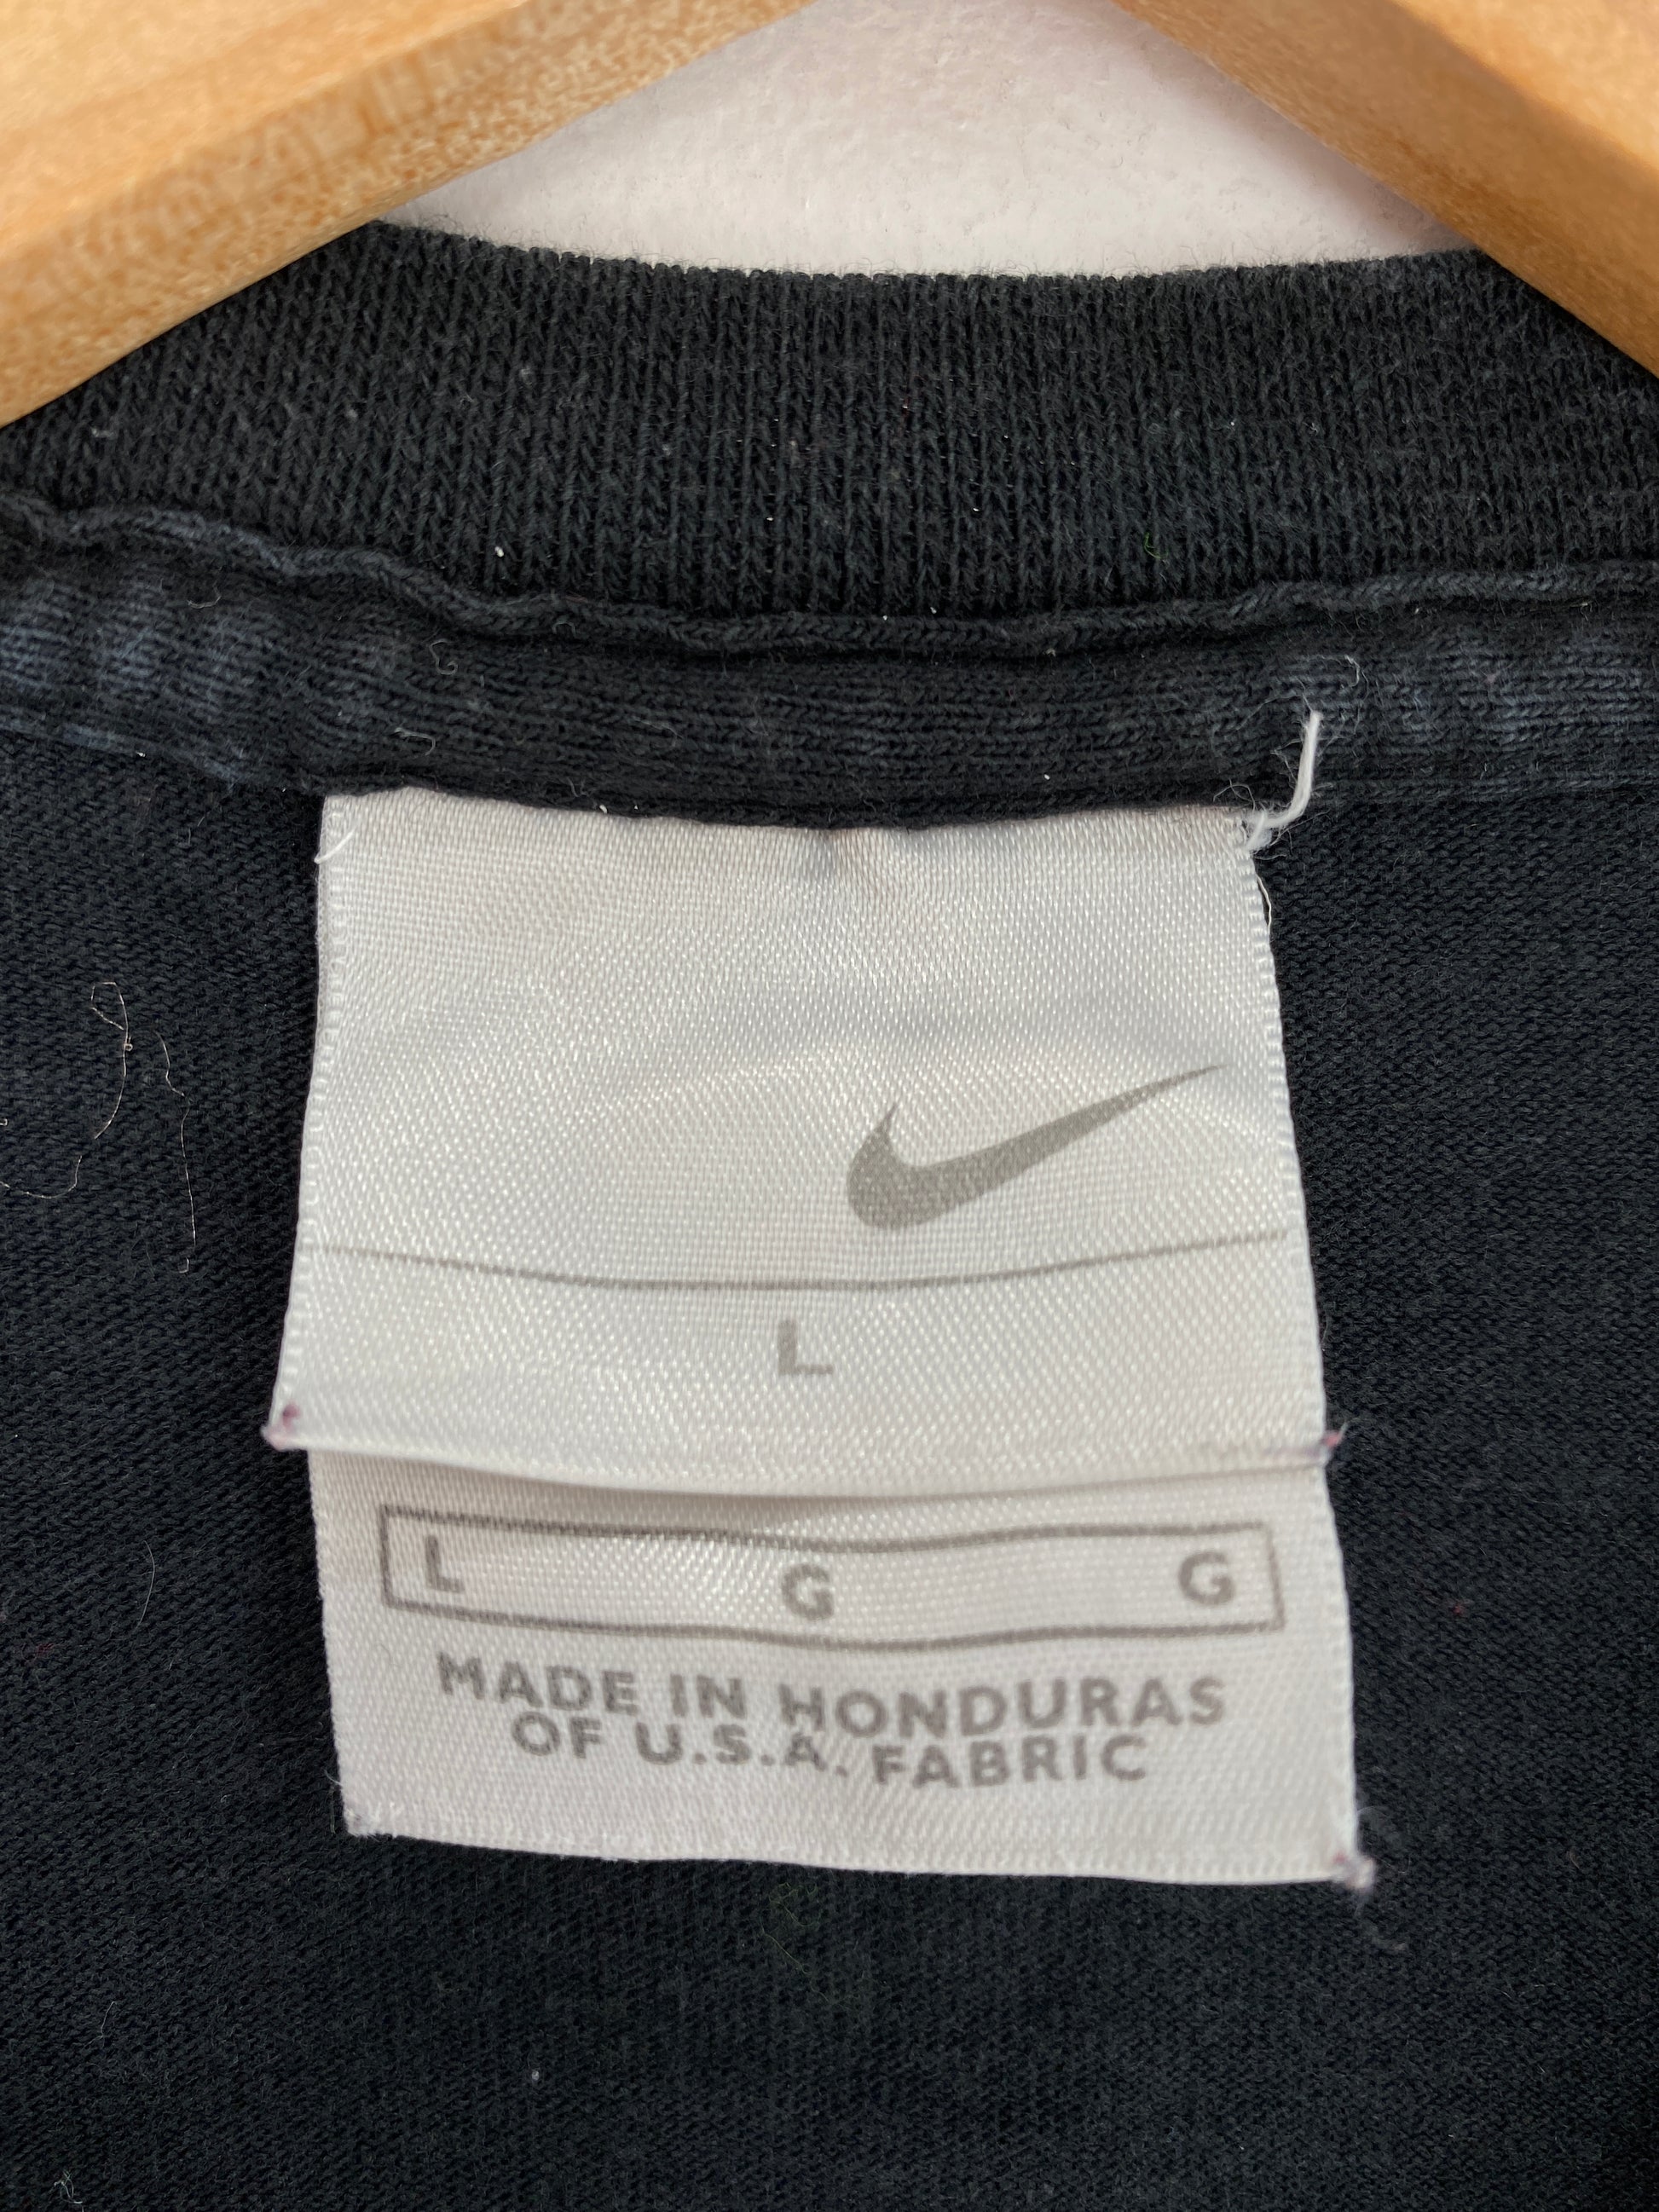 L
L G G
MADE IN HONDURAS
OF U.S.A. FABRIC